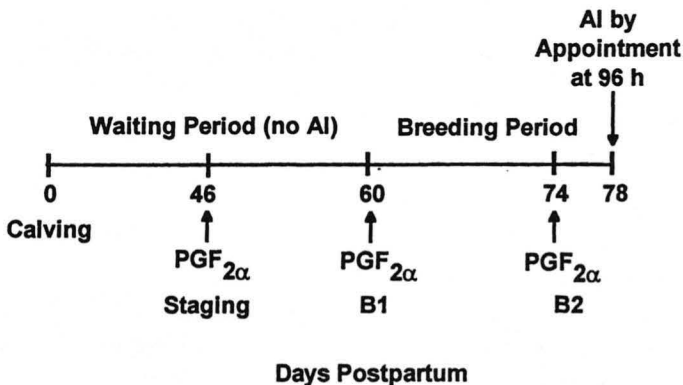 AI by
Appointment
at 96 h
Waiting Period (no AI)
Breeding Period
0
46
60
74
78
Calving
PGF2α
PGF2α
PGF2α
Staging
B1
B2
Days Postpartum